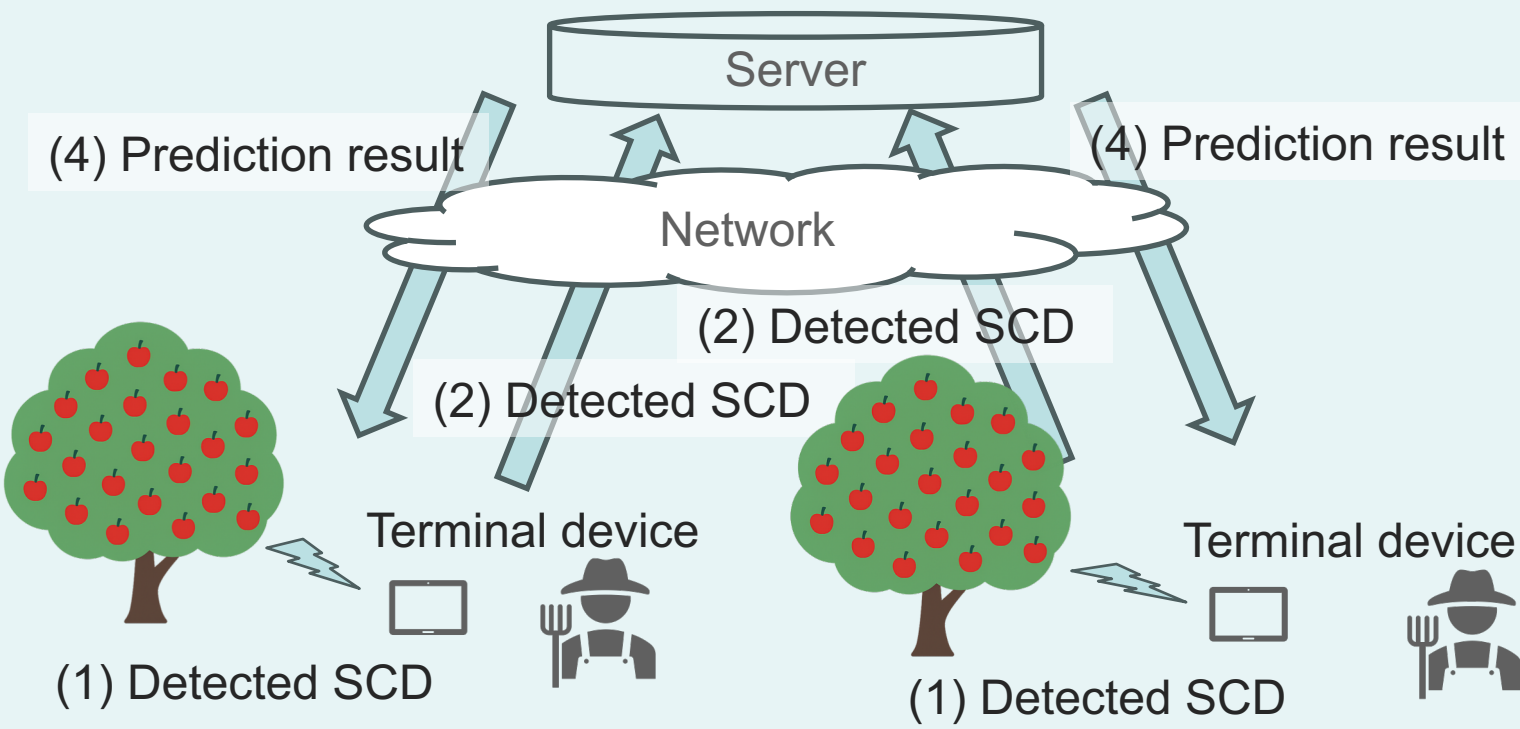 Server
(4) Prediction result
(4) Prediction result
Network
(2) Detected SCD
(2) Detected SCD
Terminal device
Terminal device
(1) Detected SCD
(1) Detected SCD